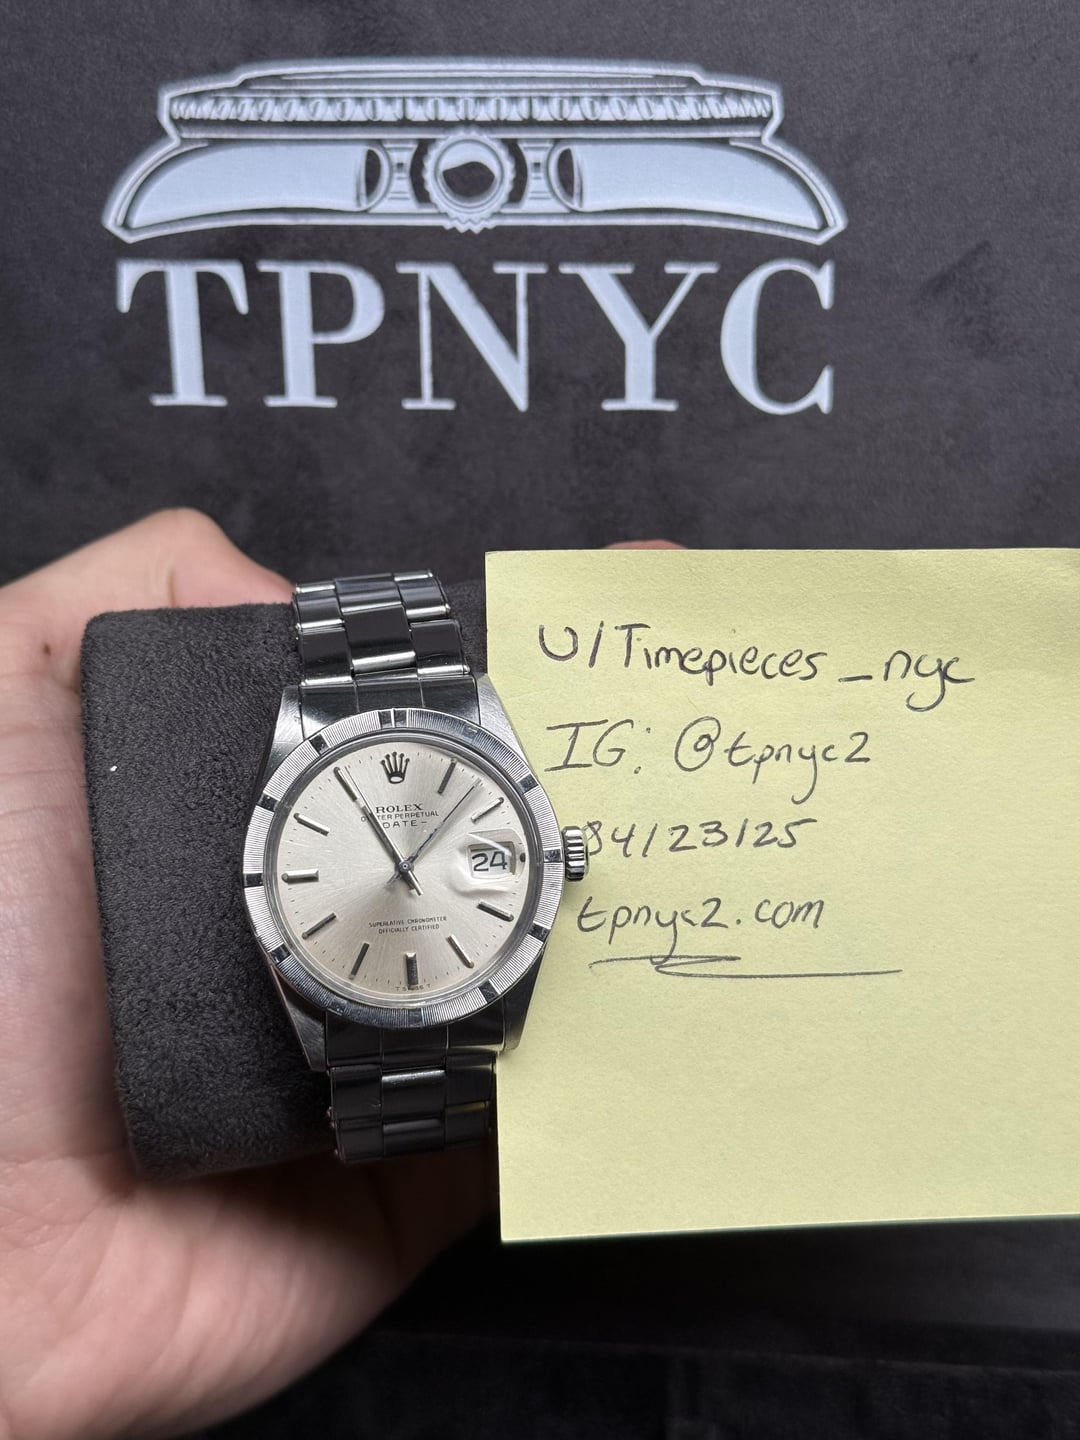 TPNYC
U/Timepieces_nyc
IG: @tpnyc2
04/23/25
tpnyc2.com
ROLEX
OYSTER PERPETUAL
-DATE-
24
SUPERLATIVE CHRONOMETER
OFFICIALLY CERTIFIED